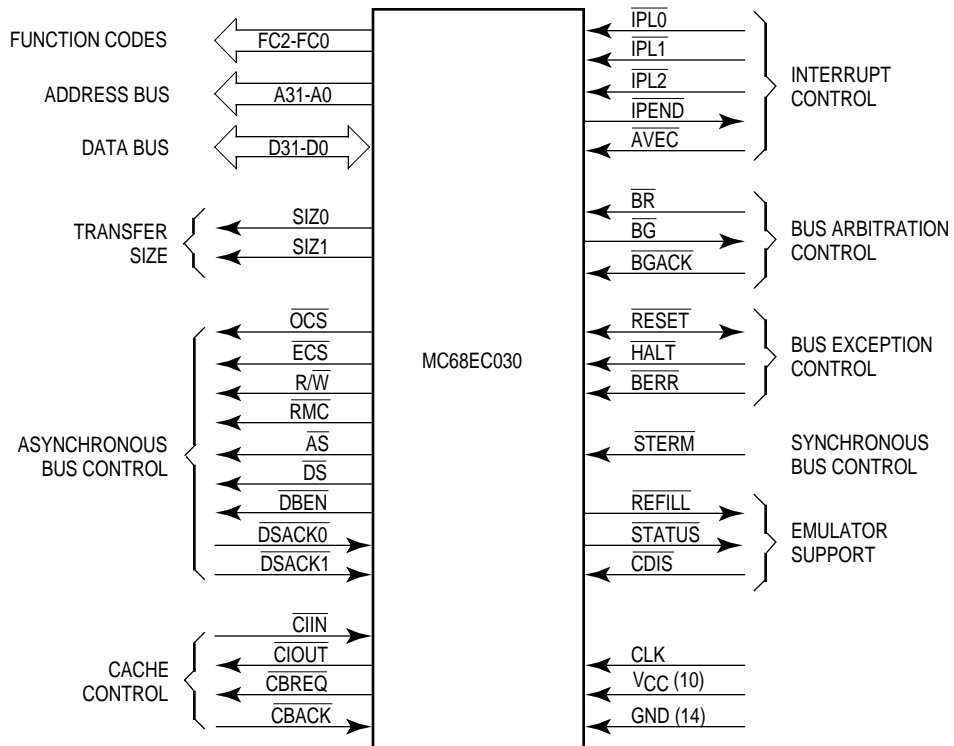 FUNCTION CODES
FC2-FC0
ADDRESS BUS
A31-A0
DATA BUS
D31-D0
TRANSFER
SIZE
SIZ0
SIZ1
ASYNCHRONOUS
BUS CONTROL
OCS
ECS
R/W
RMC
AS
DS
DBEN
DSACK0
DSACK1
CACHE
CONTROL
CIIN
CIOUT
CBREQ
CBACK
MC68EC030
IPL0
IPL1
IPL2
IPEND
AVEC
INTERRUPT
CONTROL
BR
BG
BGACK
BUS ARBITRATION
CONTROL
RESET
HALT
BERR
BUS EXCEPTION
CONTROL
STERM
SYNCHRONOUS
BUS CONTROL
REFILL
STATUS
CDIS
EMULATOR
SUPPORT
CLK
VCC (10)
GND (14)